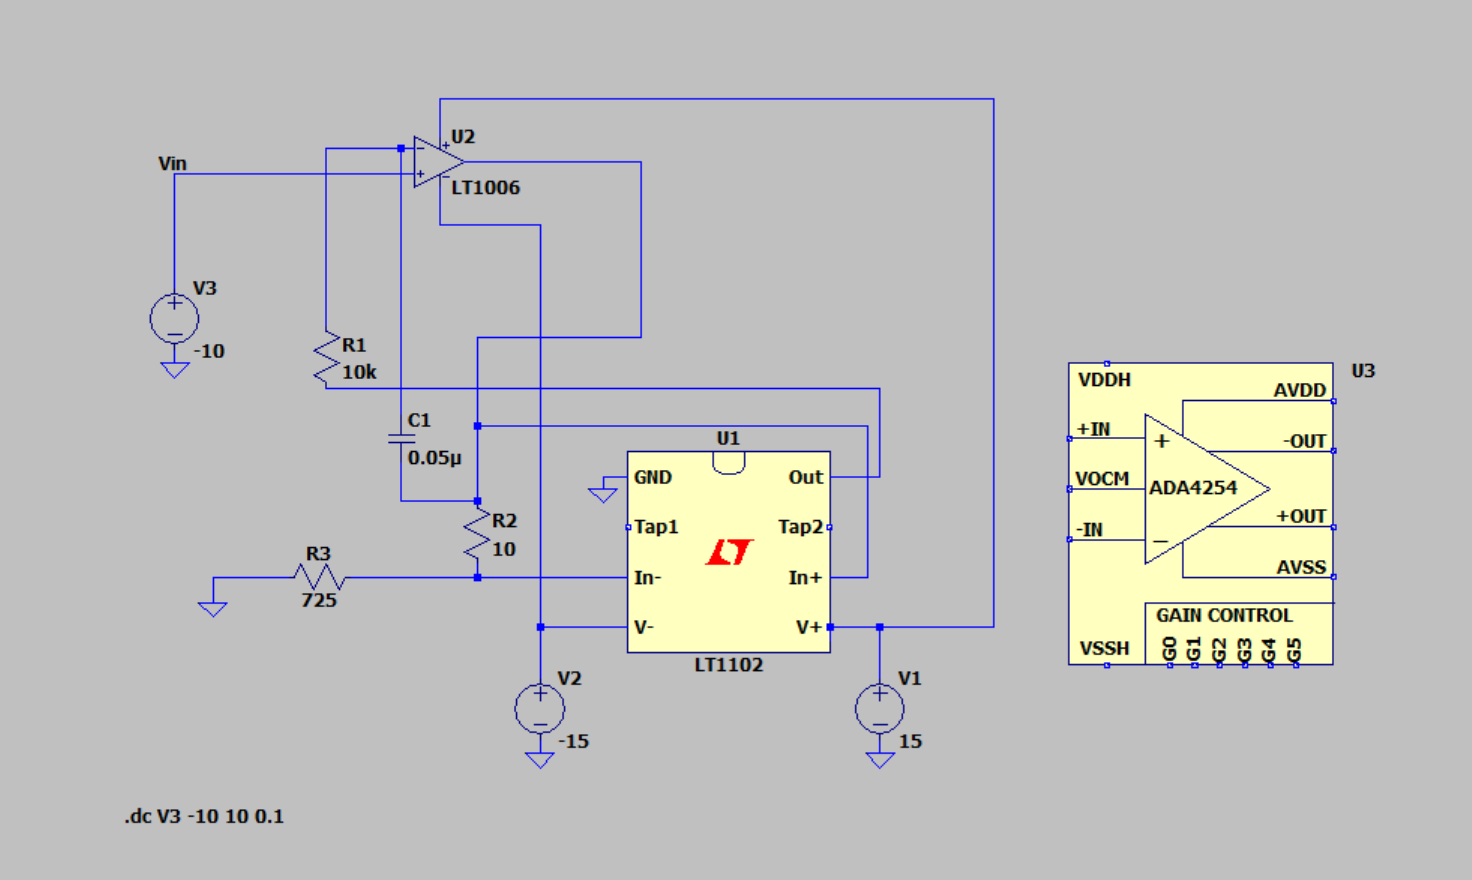 U2
LT1006
Vin
V3
-10
R1
10k
C1
0.05µ
R2
10
R3
725
U1
GND
Out
Tap1
Tap2
In-
In+
V-
V+
LT1102
V2
-15
V1
15
U3
VDDH
AVDD
+IN
-OUT
VOCM
ADA4254
-IN
+OUT
AVSS
GAIN CONTROL
VSSH
G0
G1
G2
G3
G4
G5
.dc V3 -10 10 0.1